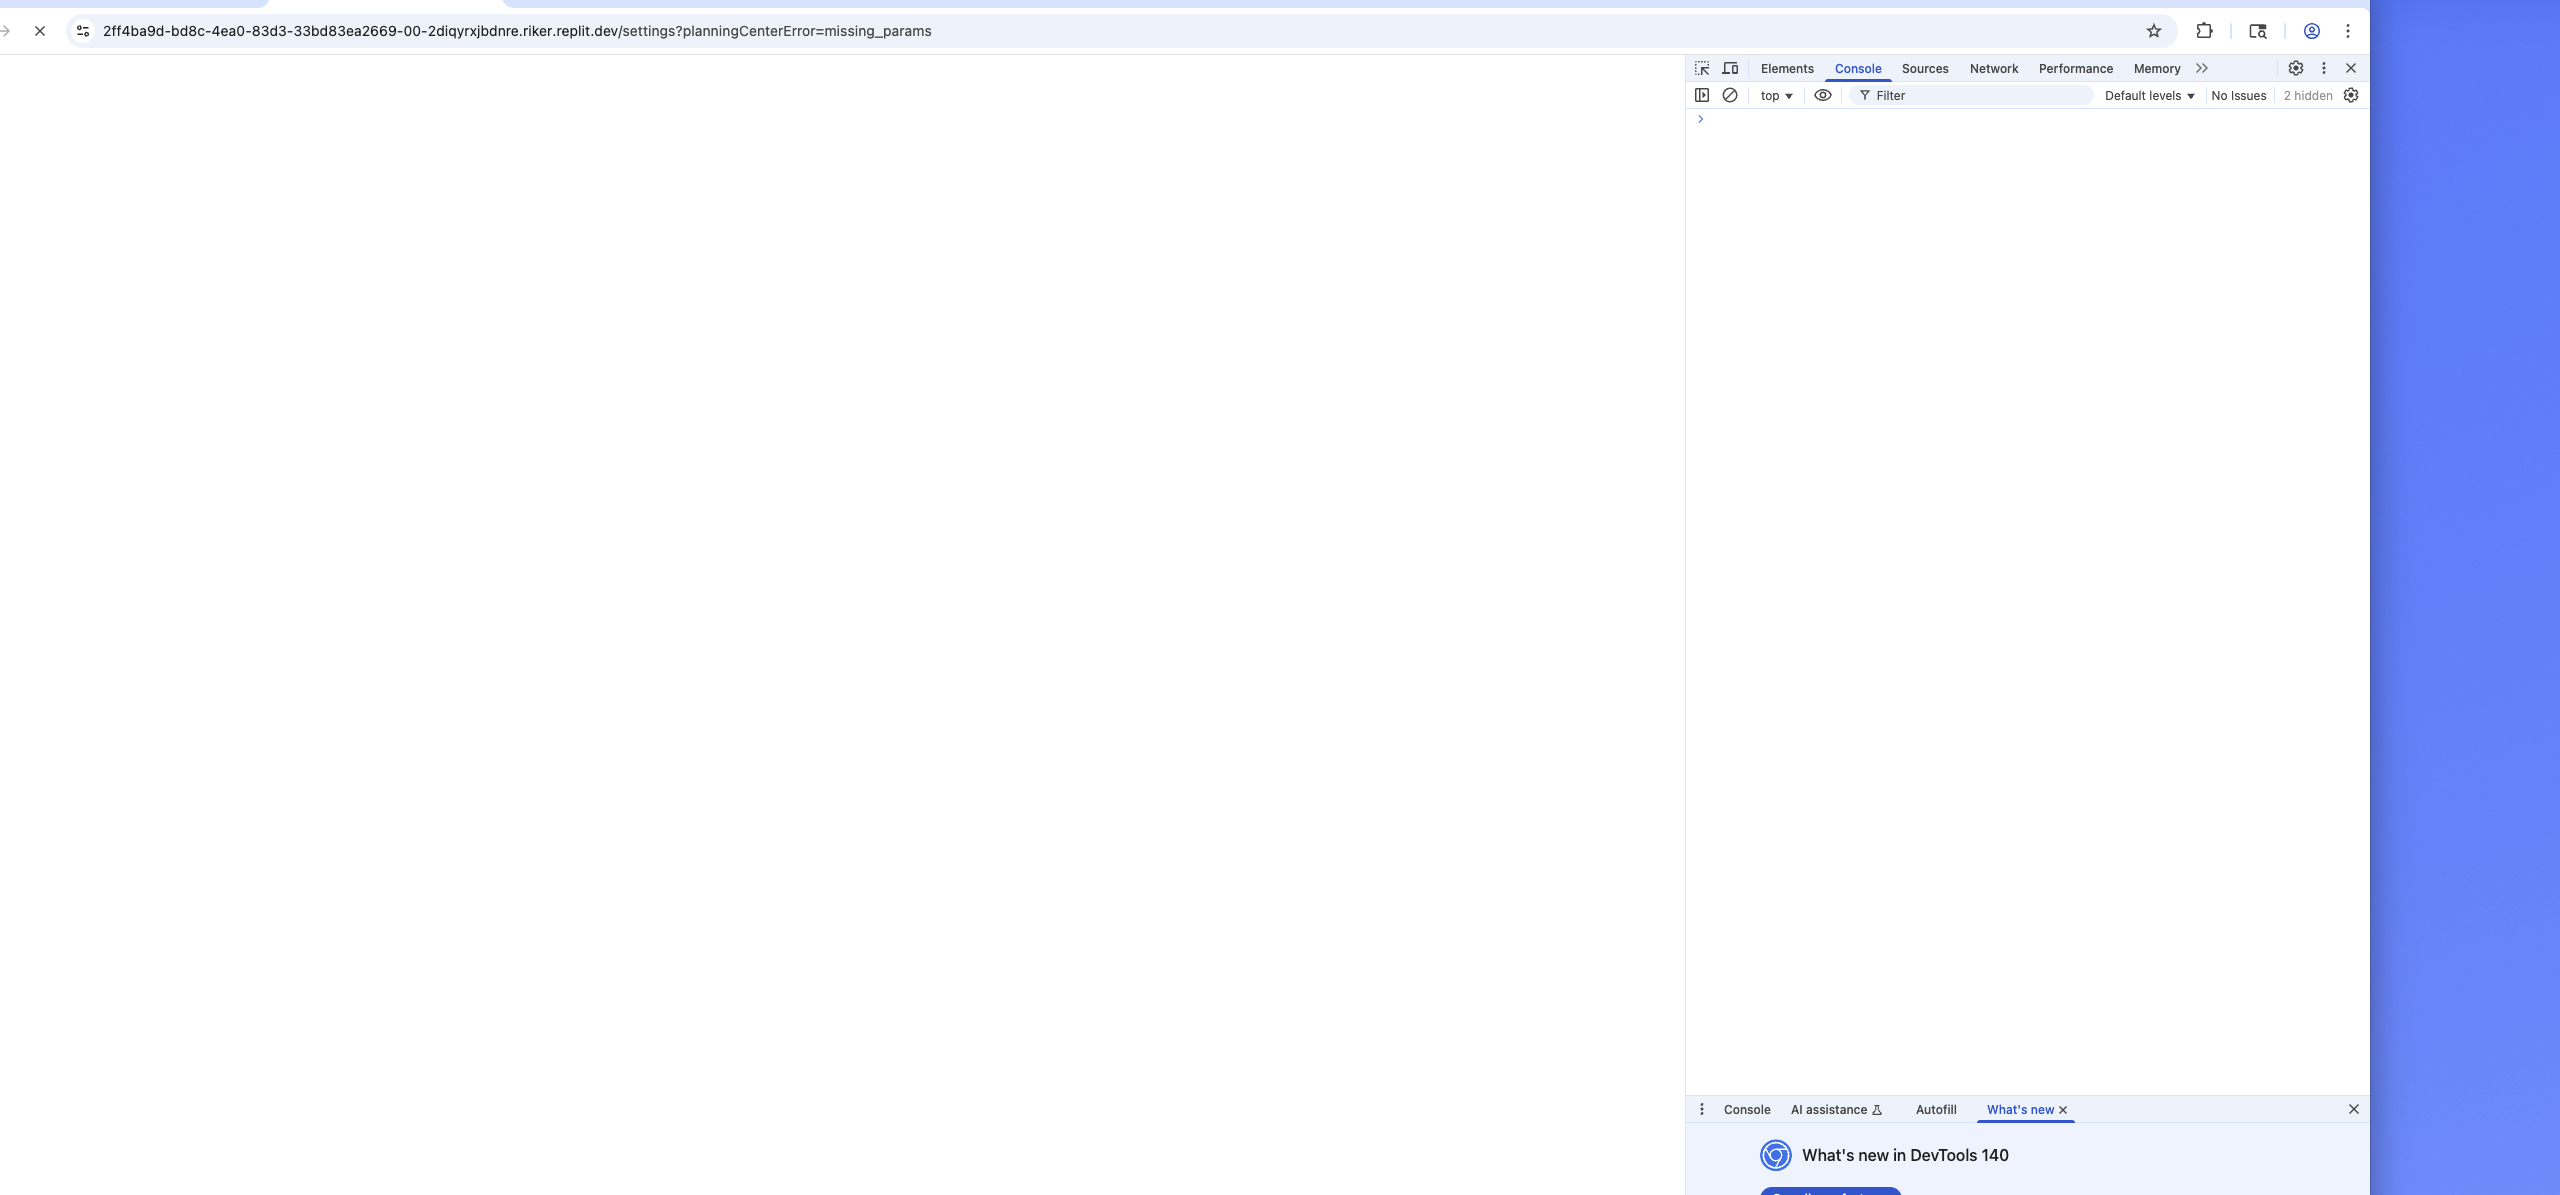 2ff4ba9d-bd8c-4ea0-83d3-33bd83ea2669-00-2diqyrxjbdnre.riker.replit.dev/settings?planningCenterError=missing_params
Elements Console Sources Network Performance Memory
top Filter Default levels No Issues 2 hidden
Console AI assistance Autofill What's new
What's new in DevTools 140